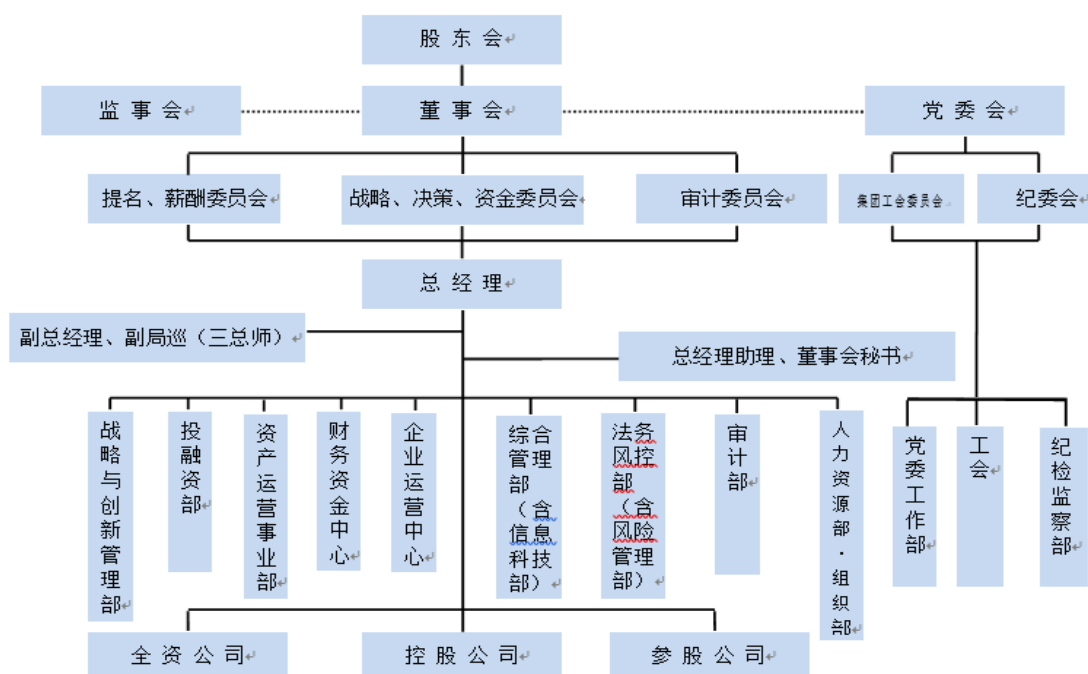 股 东 会
监 事 会
董 事 会
党 委 会
提名、薪酬委员会
战略、决策、资金委员会
审计委员会
集团工会委员会
纪委会
总 经 理
副总经理、副局巡（三总师）
总经理助理、董事会秘书
战略与创新管理部
投融资部
资产运营事业部
财务资金中心
企业运营中心
综合
管理
部
（含
信息
科技
部）
法务
风控
部
（含
风险
管理
部）
审计部
人力资源部·组织部
党委工作部
工会
纪检监察部
全 资 公 司
控 股 公 司
参 股 公 司